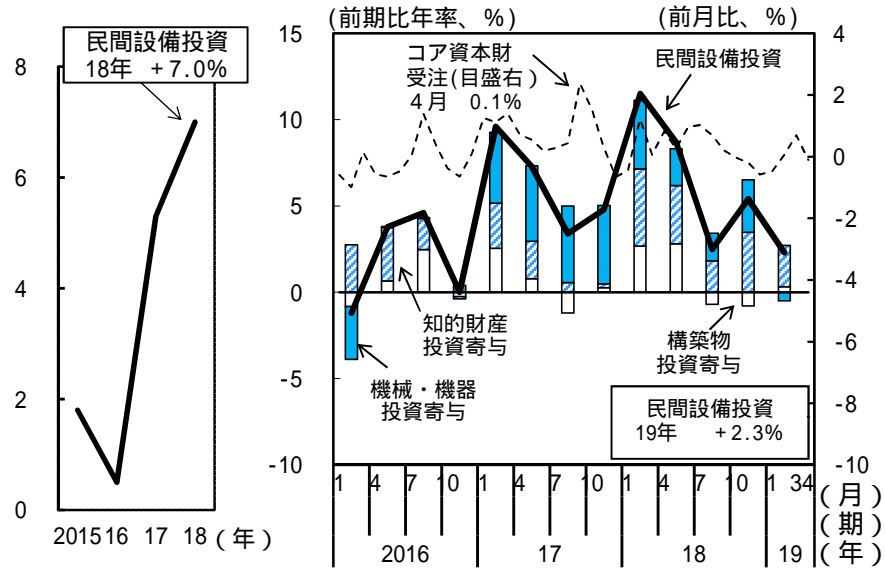 民間設備投資
18年 +7.0%
8
6
4
2
0
2015 16 17 18 (年)
(前期比年率、%)
(前月比、%)
15
10
5
0
-5
-10
4
2
0
-2
-4
-6
-8
-10
コア資本財
受注(目盛右)
4月 0.1%
民間設備投資
知的財産
投資寄与
機械・機器
投資寄与
構築物
投資寄与
民間設備投資
19年 +2.3%
1 4 7 10 1 4 7 10 1 4 7 10 1 34 (月)
(期)
2016 17 18 19 (年)